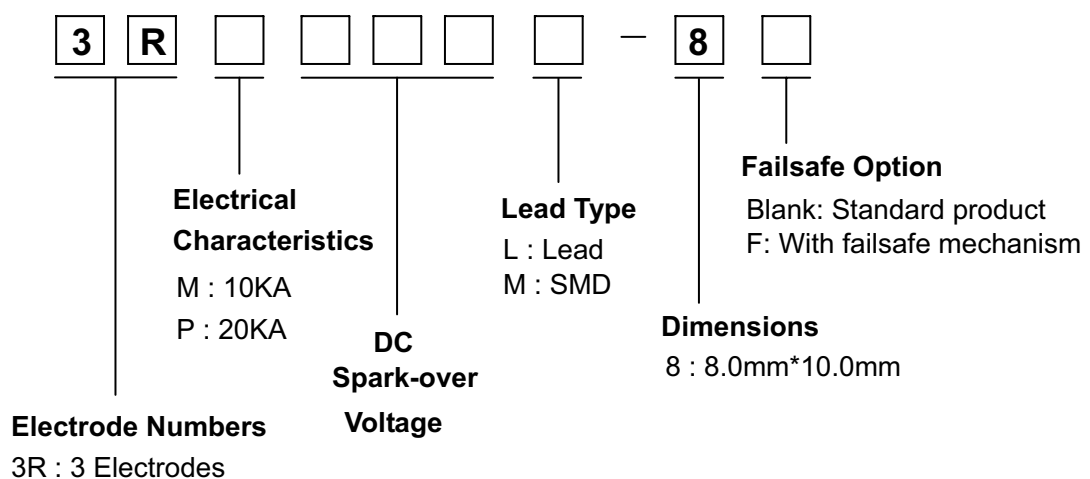 3 R – 8
Failsafe Option
Blank: Standard product
F: With failsafe mechanism
Electrical
Characteristics
M : 10KA
P : 20KA
Lead Type
L : Lead
M : SMD
DC
Spark-over
Voltage
Dimensions
8 : 8.0mm*10.0mm
Electrode Numbers
3R : 3 Electrodes